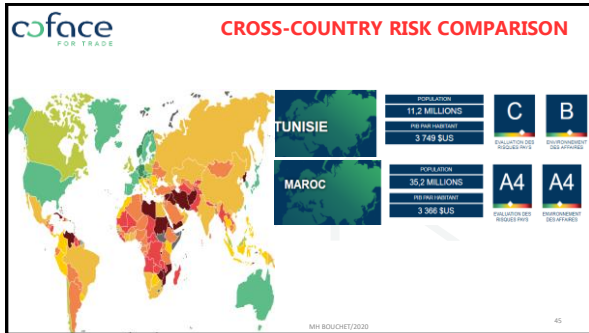 coface
FOR TRADE
CROSS-COUNTRY RISK COMPARISON
TUNISIE
POPULATION
11,2 MILLIONS
PIB PAR HABITANT
3 749 $US
C
EVALUATION DES
RISQUES PAYS
B
ENVIRONNEMENT
DES AFFAIRES
MAROC
POPULATION
35,2 MILLIONS
PIB PAR HABITANT
3 366 $US
A4
EVALUATION DES
RISQUES PAYS
A4
ENVIRONNEMENT
DES AFFAIRES
MH BOUCHET/2020
45